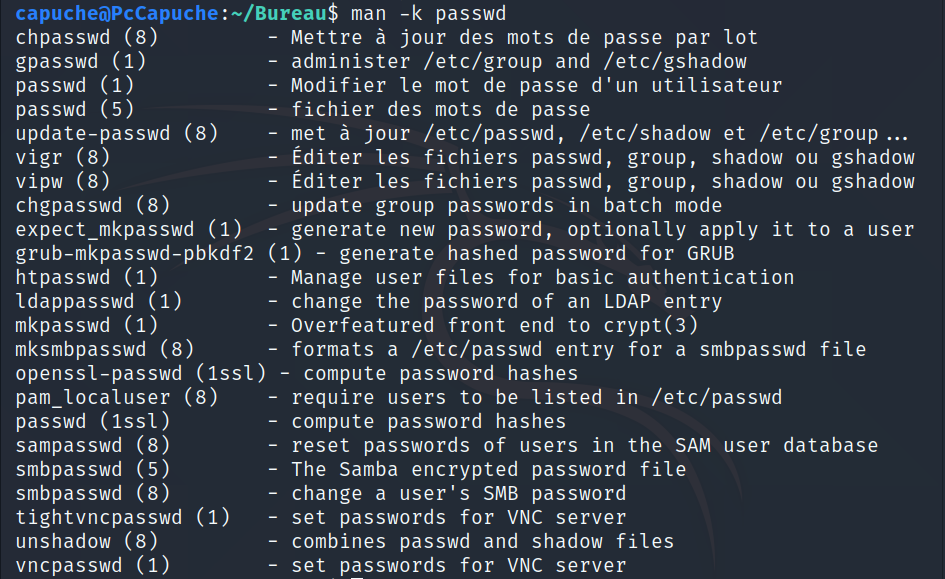 capuche@PcCapuche:~/Bureau$ man -k passwd
chpasswd (8)         - Mettre à jour des mots de passe par lot
gpasswd (1)          - administer /etc/group and /etc/gshadow
passwd (1)           - Modifier le mot de passe d'un utilisateur
passwd (5)           - fichier des mots de passe
update-passwd (8)    - met à jour /etc/passwd, /etc/shadow et /etc/group...
vigr (8)             - Éditer les fichiers passwd, group, shadow ou gshadow
vipw (8)             - Éditer les fichiers passwd, group, shadow ou gshadow
chgpasswd (8)        - update group passwords in batch mode
expect_mkpasswd (1)  - generate new password, optionally apply it to a user
grub-mkpasswd-pbkdf2 (1) - generate hashed password for GRUB
htpasswd (1)         - Manage user files for basic authentication
ldappasswd (1)       - change the password of an LDAP entry
mkpasswd (1)         - Overfeatured front end to crypt(3)
mksmbpasswd (8)      - formats a /etc/passwd entry for a smbpasswd file
openssl-passwd (1ssl) - compute password hashes
pam_localuser (8)    - require users to be listed in /etc/passwd
passwd (1ssl)        - compute password hashes
sampasswd (8)        - reset passwords of users in the SAM user database
smbpasswd (5)        - The Samba encrypted password file
smbpasswd (8)        - change a user's SMB password
tightvncpasswd (1)   - set passwords for VNC server
unshadow (8)         - combines passwd and shadow files
vncpasswd (1)        - set passwords for VNC server